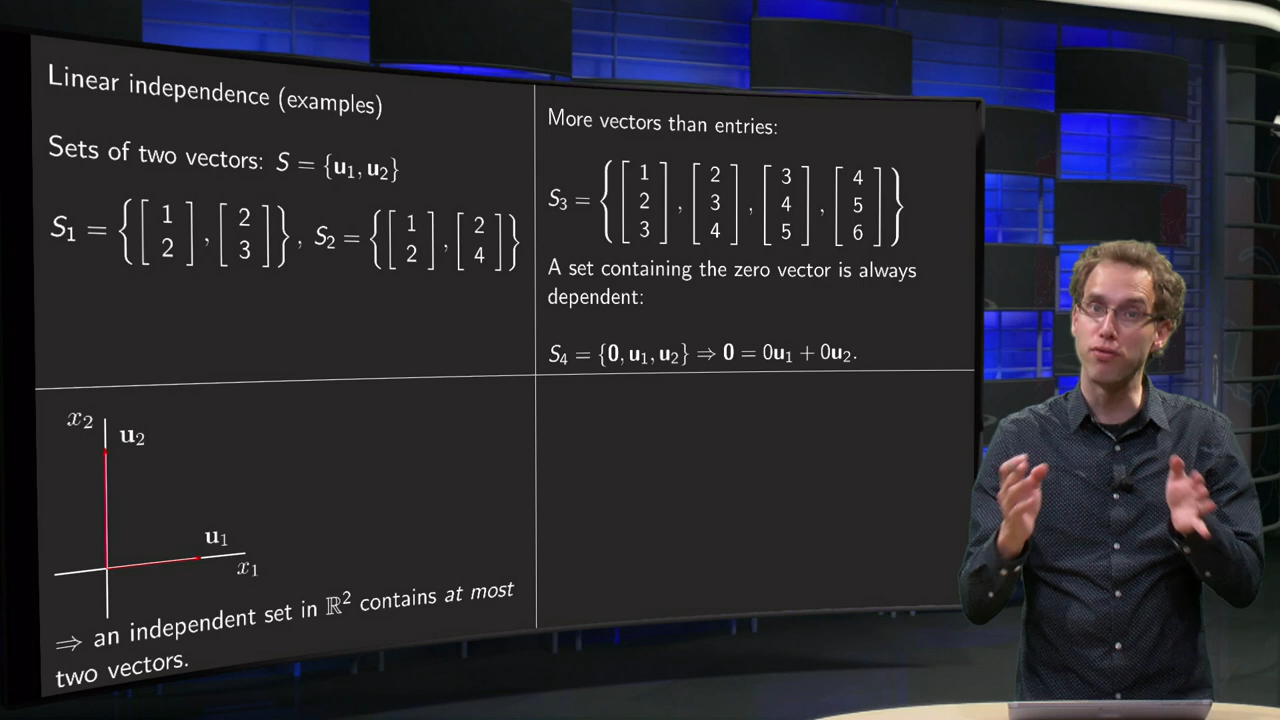 Linear independence (examples)
Sets of two vectors: S = {u₁, u₂}
S₁ = {[1 2], [2 3]}, S₂ = {[1 2], [2 4]}
More vectors than entries:
S₃ = {[1 2 3], [2 3 4], [3 4 5], [4 5 6]}
A set containing the zero vector is always
dependent:
S₄ = {0, u₁, u₂} ⇒ 0 = 0u₁ + 0u₂.
x₂
u₂
u₁
x₁
⇒ an independent set in ℝ² contains at most
two vectors.